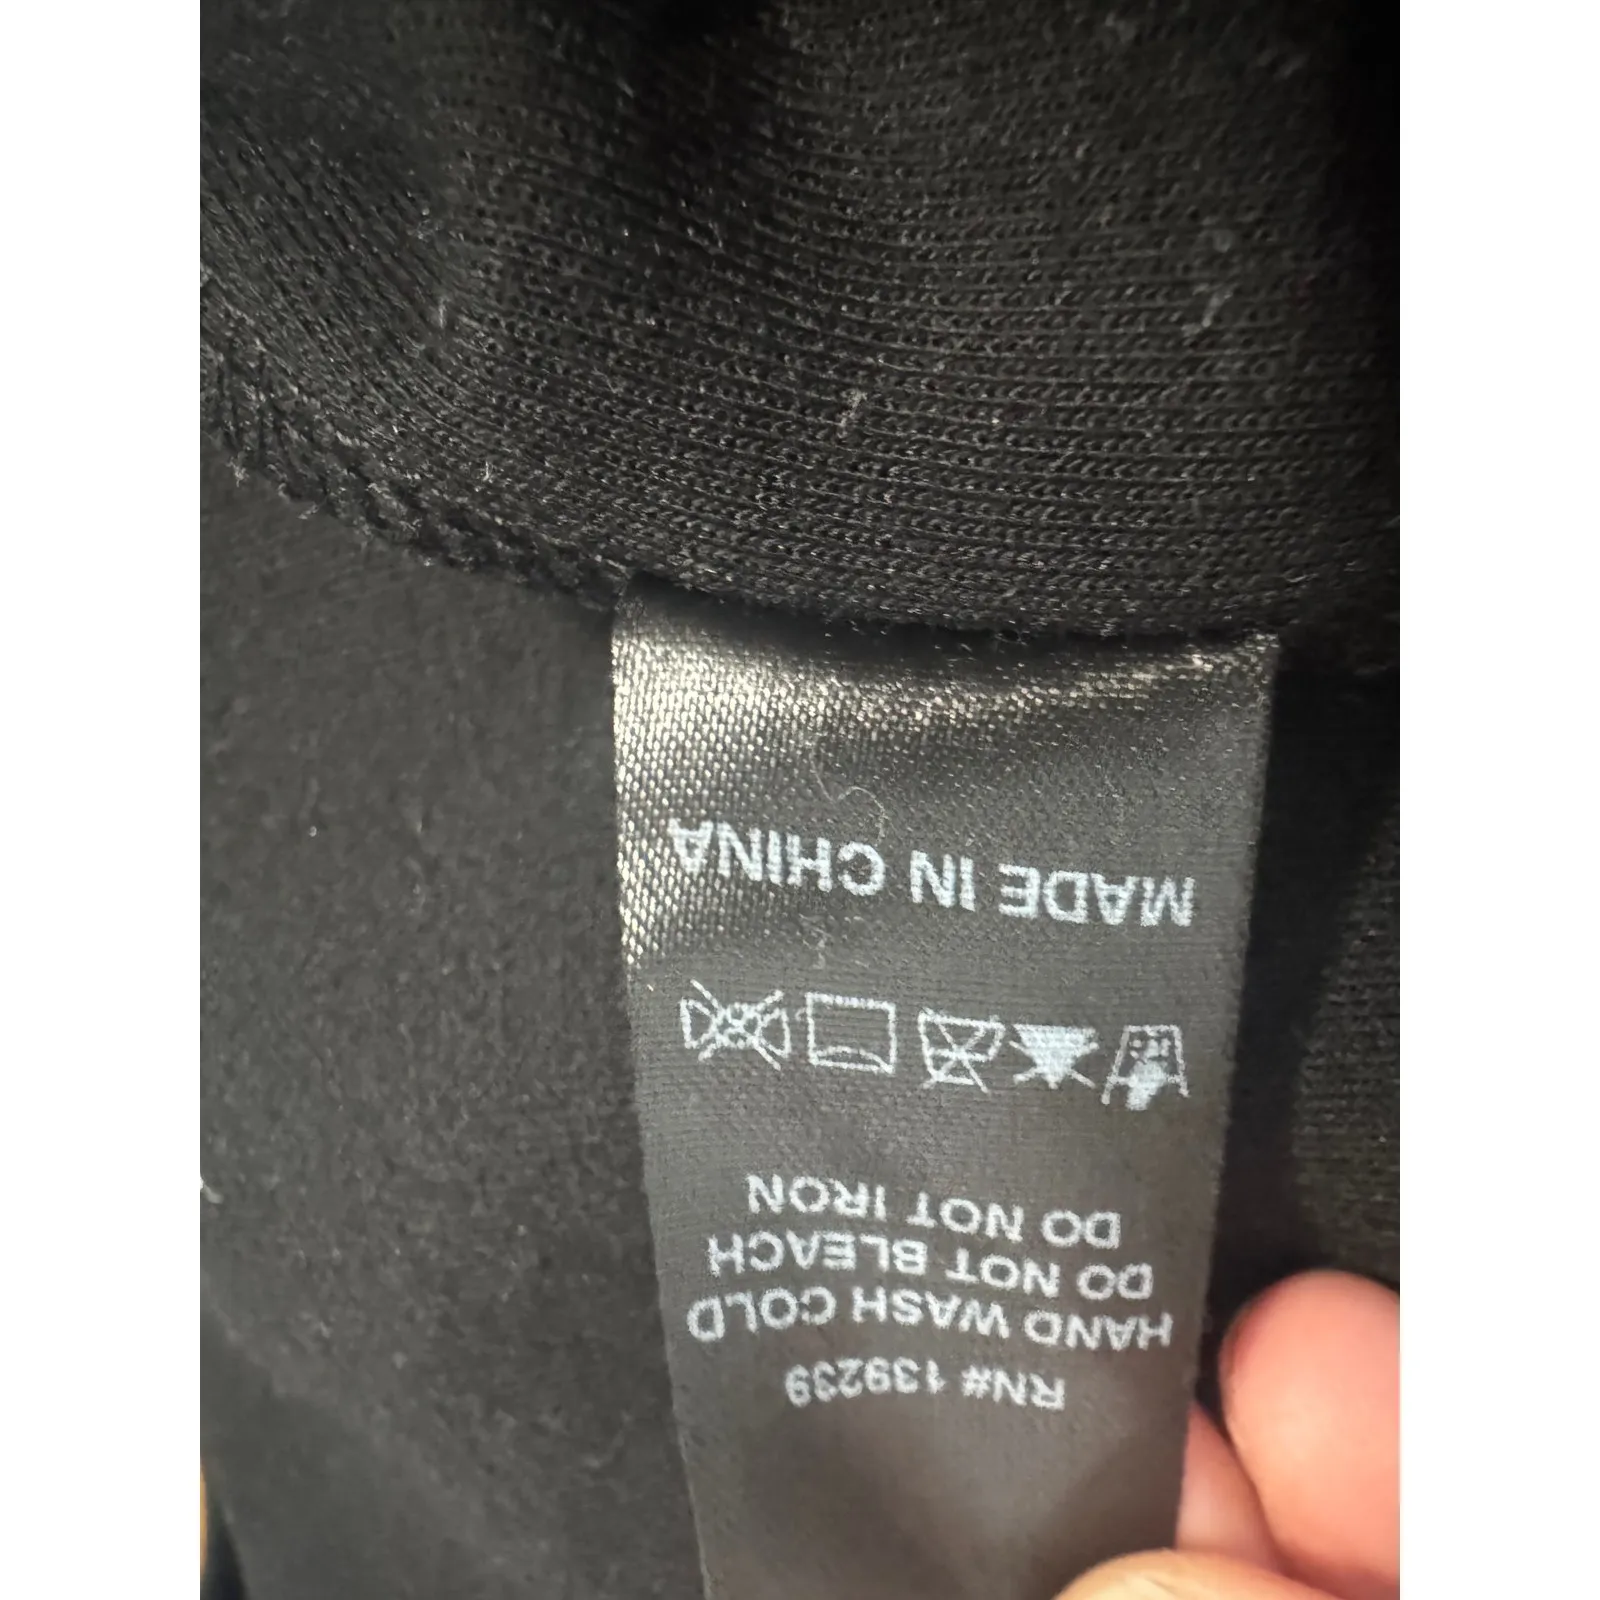 RN# 139239
HAND WASH COLD
DO NOT BLEACH
DO NOT IRON
MADE IN CHINA